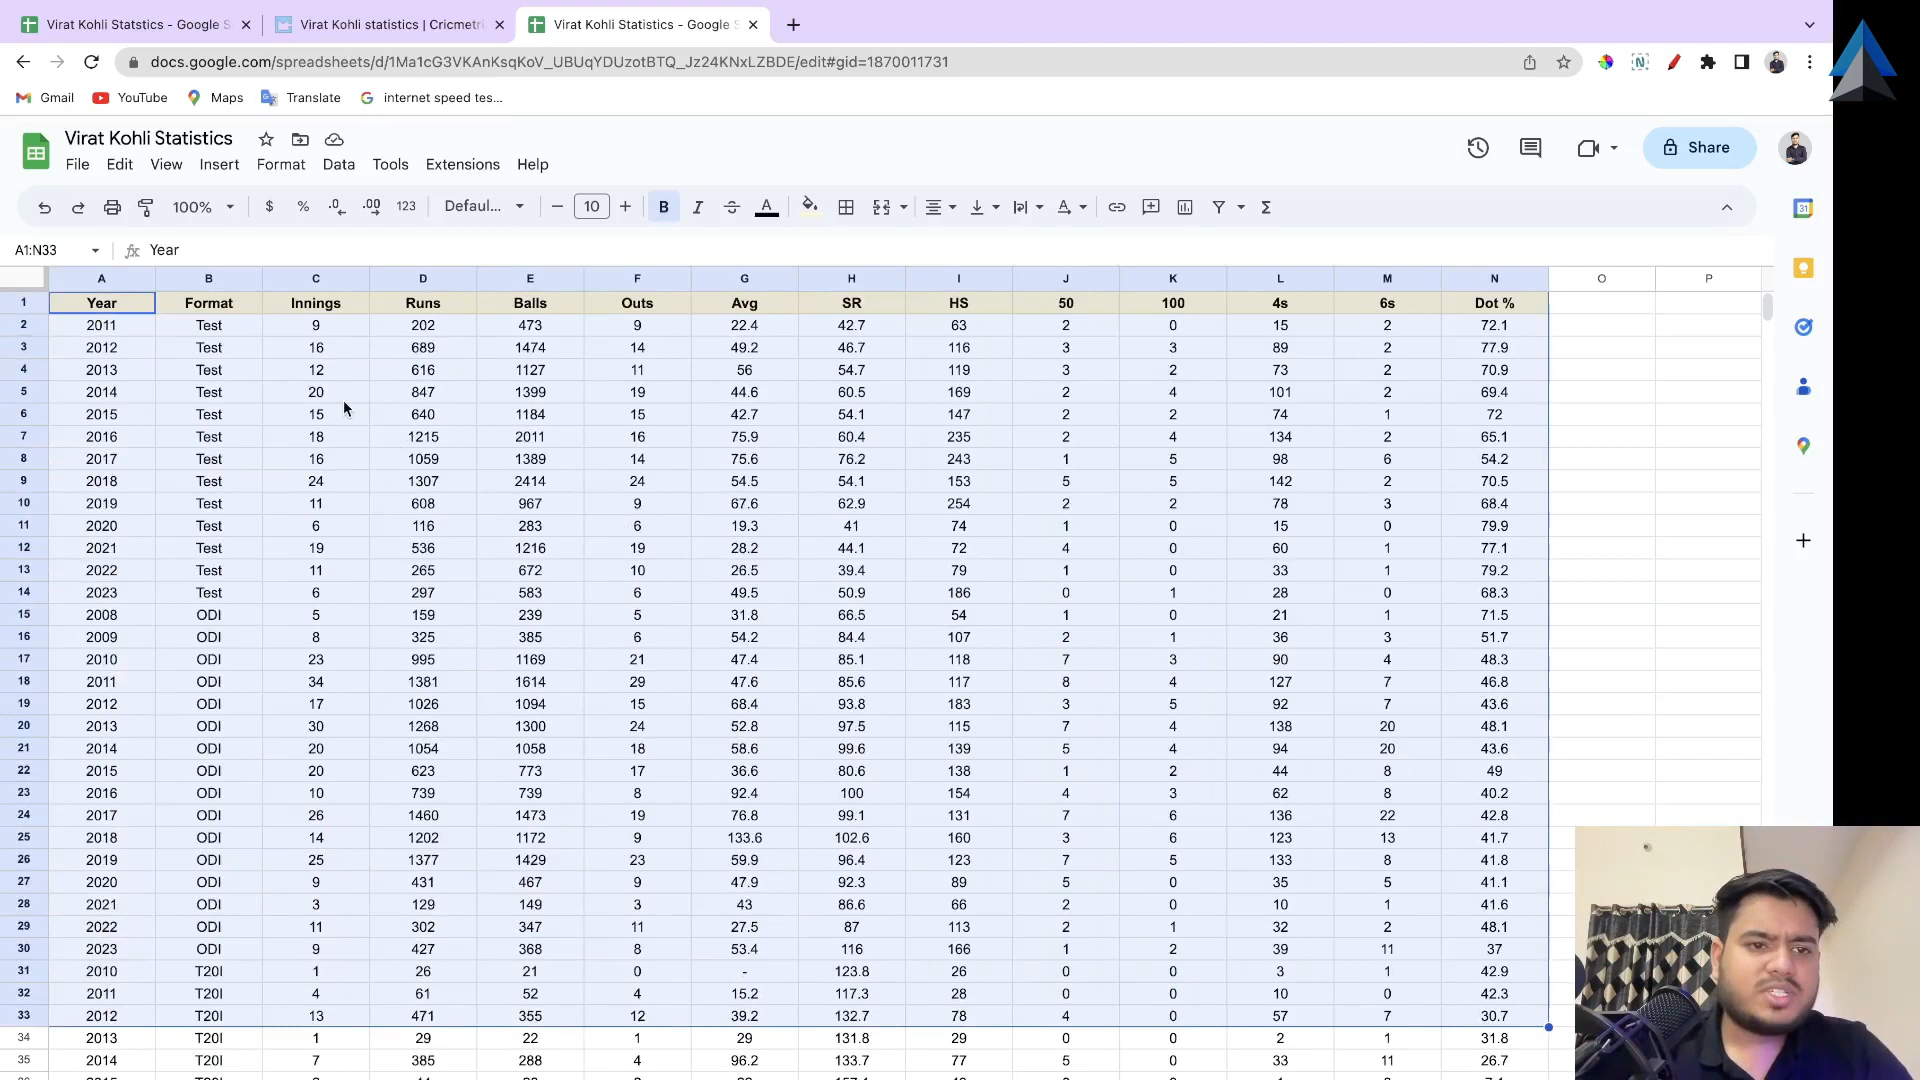 Virat Kohli Statstics - Google S
Virat Kohli statistics | Cricmetri
Virat Kohli Statistics - Google S
docs.google.com/spreadsheets/d/1Ma1cG3VKAnKsqKoV_UBUqYDUzotBTQ_Jz24KNxLZBDE/edit#gid=1870011731
Gmail YouTube Maps Translate internet speed tes...
Virat Kohli Statistics
File Edit View Insert Format Data Tools Extensions Help
Share
100% $ % .0 .00 123 Defaul... 10 B I A
31
A1:N33 fx Year
A B C D E F G H I J K L M N O P
1 Year Format Innings Runs Balls Outs Avg SR HS 50 100 4s 6s Dot %
2 2011 Test 9 202 473 9 22.4 42.7 63 2 0 15 2 72.1
3 2012 Test 16 689 1474 14 49.2 46.7 116 3 3 89 2 77.9
4 2013 Test 12 616 1127 11 56 54.7 119 3 2 73 2 70.9
5 2014 Test 20 847 1399 19 44.6 60.5 169 2 4 101 2 69.4
6 2015 Test 15 640 1184 15 42.7 54.1 147 2 2 74 1 72
7 2016 Test 18 1215 2011 16 75.9 60.4 235 2 4 134 2 65.1
8 2017 Test 16 1059 1389 14 75.6 76.2 243 1 5 98 6 54.2
9 2018 Test 24 1307 2414 24 54.5 54.1 153 5 5 142 2 70.5
10 2019 Test 11 608 967 9 67.6 62.9 254 2 2 78 3 68.4
11 2020 Test 6 116 283 6 19.3 41 74 1 0 15 0 79.9
12 2021 Test 19 536 1216 19 28.2 44.1 72 4 0 60 1 77.1
13 2022 Test 11 265 672 10 26.5 39.4 79 1 0 33 1 79.2
14 2023 Test 6 297 583 6 49.5 50.9 186 0 1 28 0 68.3
15 2008 ODI 5 159 239 5 31.8 66.5 54 1 0 21 1 71.5
16 2009 ODI 8 325 385 6 54.2 84.4 107 2 1 36 3 51.7
17 2010 ODI 23 995 1169 21 47.4 85.1 118 7 3 90 4 48.3
18 2011 ODI 34 1381 1614 29 47.6 85.6 117 8 4 127 7 46.8
19 2012 ODI 17 1026 1094 15 68.4 93.8 183 3 5 92 7 43.6
20 2013 ODI 30 1268 1300 24 52.8 97.5 115 7 4 138 20 48.1
21 2014 ODI 20 1054 1058 18 58.6 99.6 139 5 4 94 20 43.6
22 2015 ODI 20 623 773 17 36.6 80.6 138 1 2 44 8 49
23 2016 ODI 10 739 739 8 92.4 100 154 4 3 62 8 40.2
24 2017 ODI 26 1460 1473 19 76.8 99.1 131 7 6 136 22 42.8
25 2018 ODI 14 1202 1172 9 133.6 102.6 160 3 6 123 13 41.7
26 2019 ODI 25 1377 1429 23 59.9 96.4 123 7 5 133 8 41.8
27 2020 ODI 9 431 467 9 47.9 92.3 89 5 0 35 5 41.1
28 2021 ODI 3 129 149 3 43 86.6 66 2 0 10 1 41.6
29 2022 ODI 11 302 347 11 27.5 87 113 2 1 32 2 48.1
30 2023 ODI 9 427 368 8 53.4 116 166 1 2 39 11 37
31 2010 T20I 1 26 21 0 - 123.8 26 0 0 3 1 42.9
32 2011 T20I 4 61 52 4 15.2 117.3 28 0 0 10 0 42.3
33 2012 T20I 13 471 355 12 39.2 132.7 78 4 0 57 7 30.7
34 2013 T20I 1 29 22 1 29 131.8 29 0 0 2 1 31.8
35 2014 T20I 7 385 288 4 96.2 133.7 77 5 0 33 11 26.7